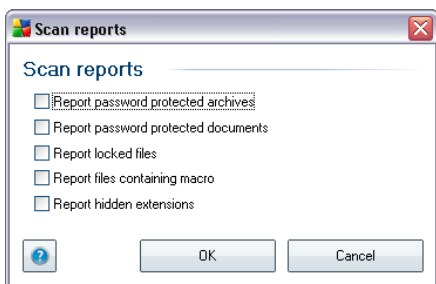 Scan reports
Scan reports
Report password protected archives
Report password protected documents
Report locked files
Report files containing macro
Report hidden extensions
?
OK
Cancel